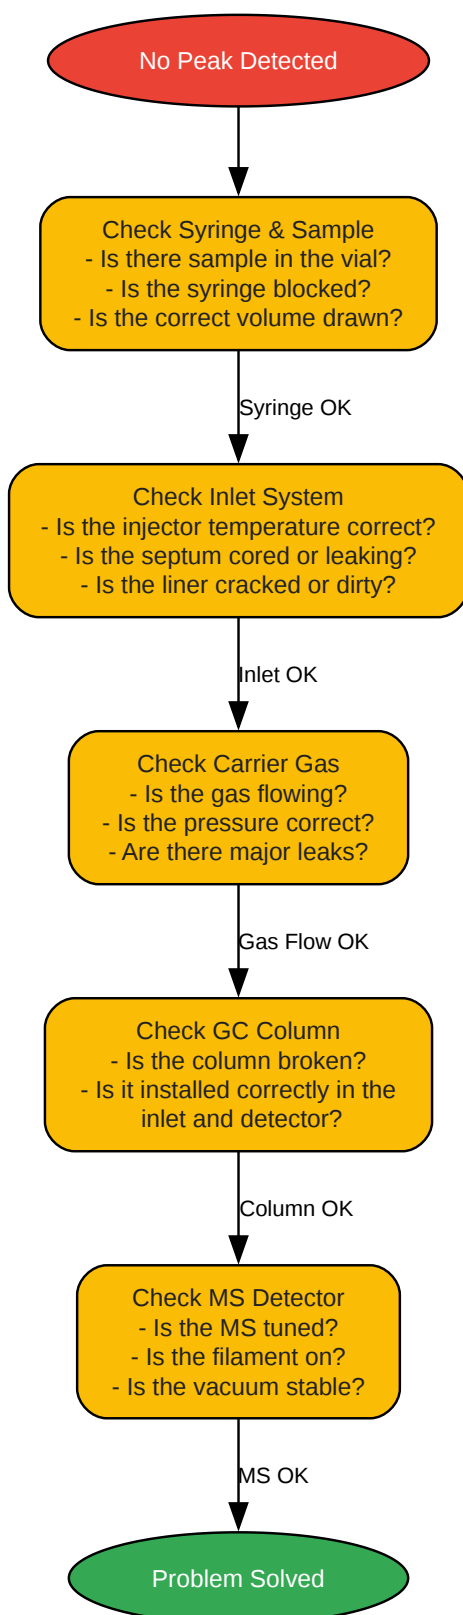 No Peak Detected
Check Syringe & Sample
- Is there sample in the vial?
- Is the syringe blocked?
- Is the correct volume drawn?
Syringe OK
Check Inlet System
- Is the injector temperature correct?
- Is the septum cored or leaking?
- Is the liner cracked or dirty?
Inlet OK
Check Carrier Gas
- Is the gas flowing?
- Is the pressure correct?
- Are there major leaks?
Gas Flow OK
Check GC Column
- Is the column broken?
- Is it installed correctly in the
inlet and detector?
Column OK
Check MS Detector
- Is the MS tuned?
- Is the filament on?
- Is the vacuum stable?
MS OK
Problem Solved